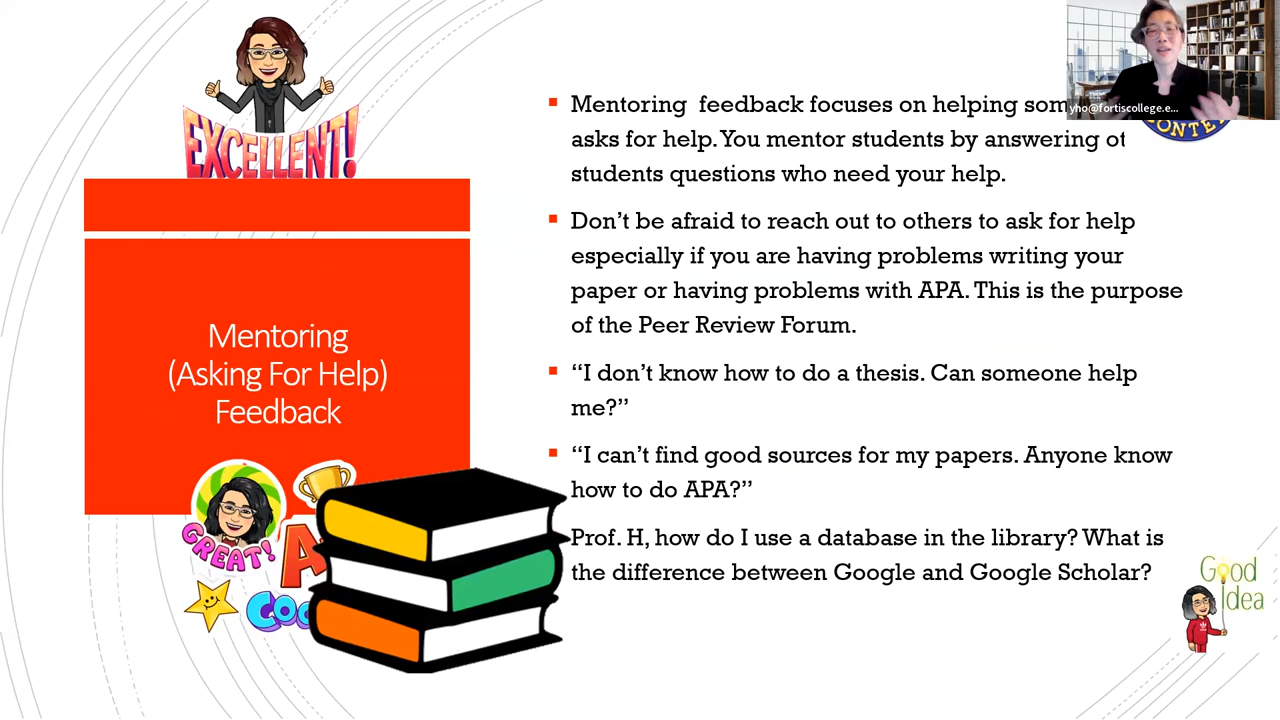 EXCELLENT!
Mentoring
(Asking For Help)
Feedback
GREAT!
Mentoring feedback focuses on helping
asks for help. You mentor students by answering
students questions who need your help.
Don’t be afraid to reach out to others to ask for help
especially if you are having problems writing your
paper or having problems with APA. This is the purpose
of the Peer Review Forum.
“I don’t know how to do a thesis. Can someone help
me?”
“I can’t find good sources for my papers. Anyone know
how to do APA?”
Prof. H, how do I use a database in the library? What is
the difference between Google and Google Scholar?
yho@fortiscollege.e...
Good
Idea